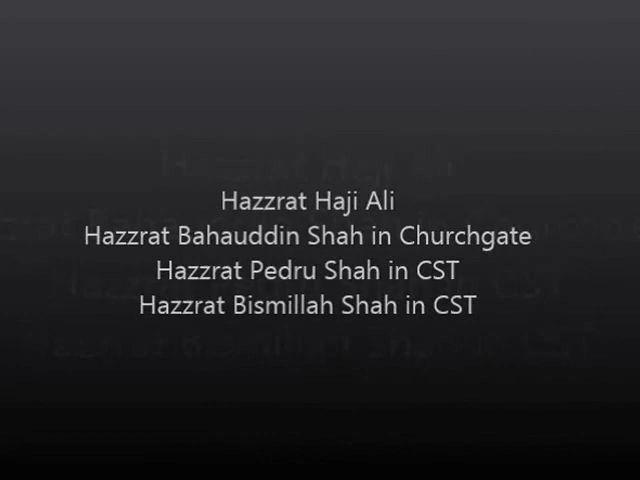 Hazzrat Haji Ali
Hazzrat Bahauddin Shah in Churchgate
Hazzrat Pedru Shah in CST
Hazzrat Bismillah Shah in CST